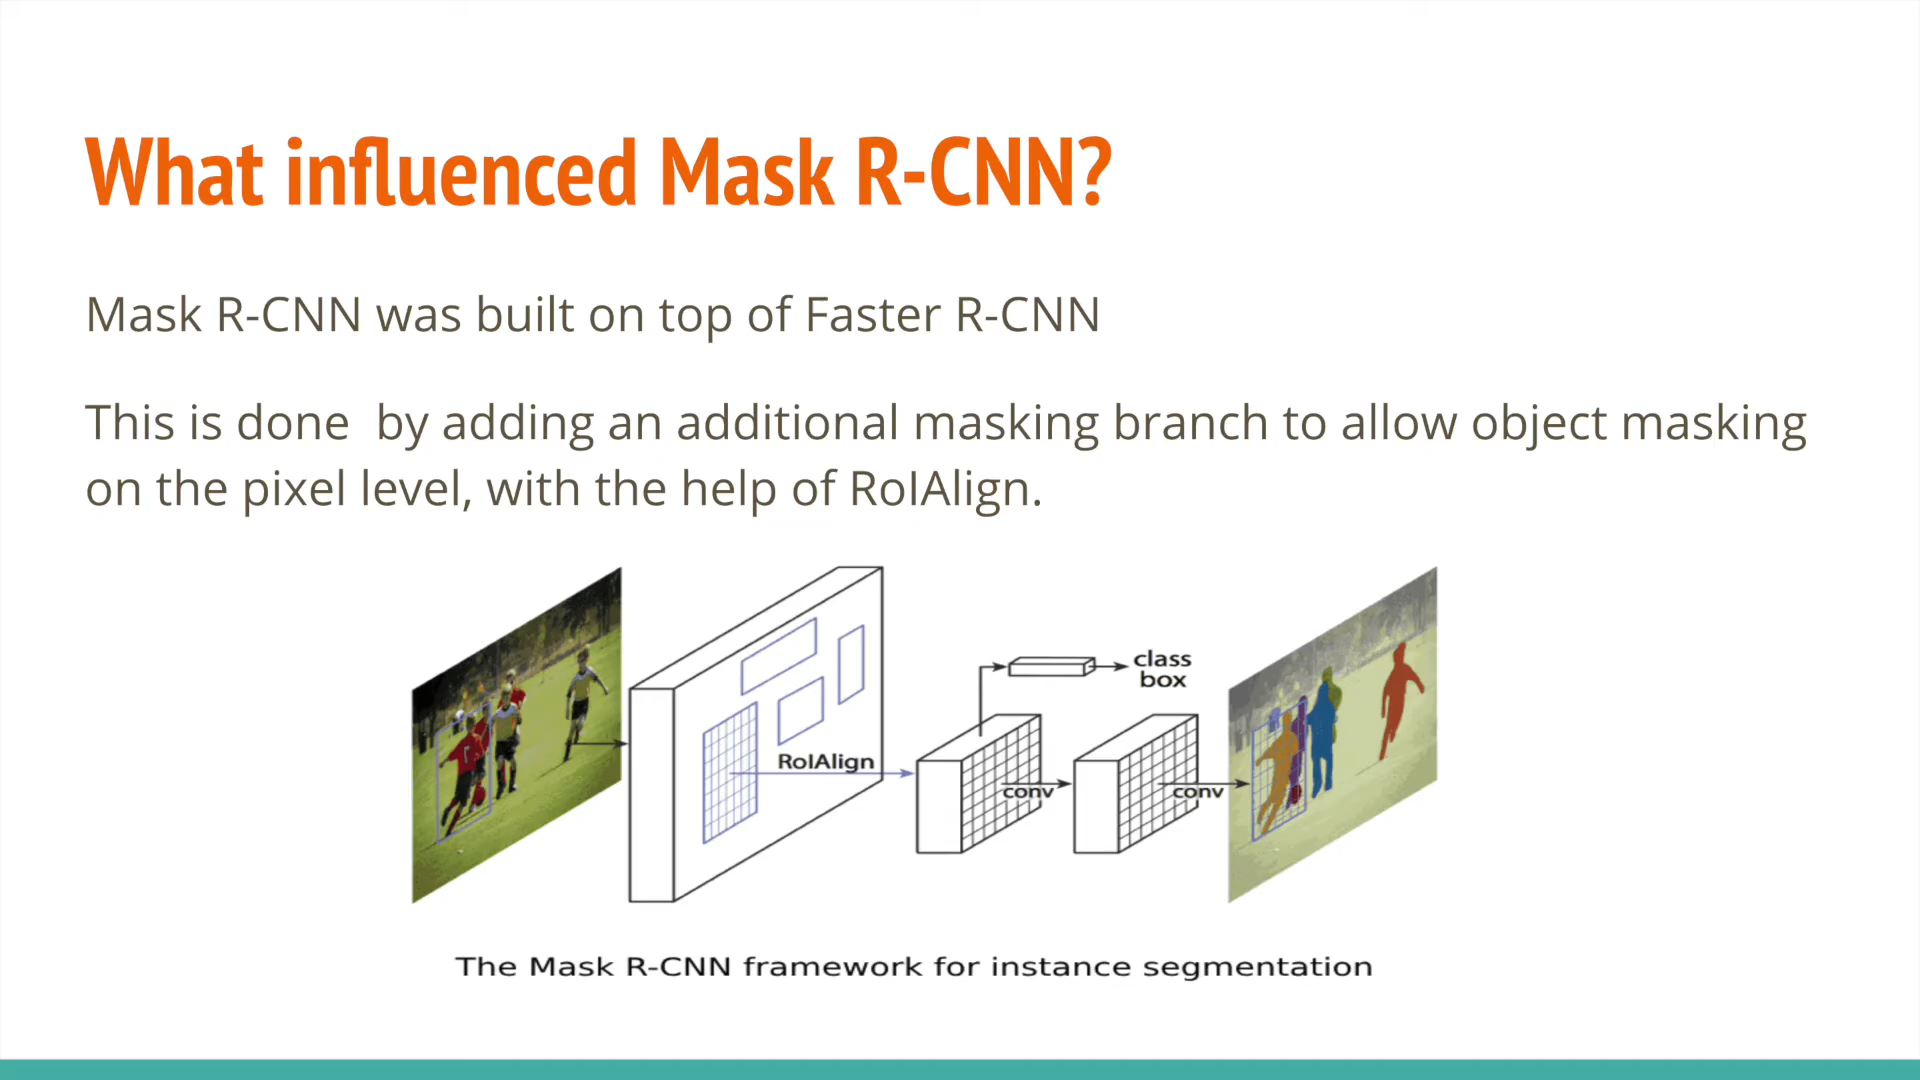 What influenced Mask R-CNN?
Mask R-CNN was built on top of Faster R-CNN
This is done  by adding an additional masking branch to allow object masking
on the pixel level, with the help of RoIAlign.
class
box
RoIAlign
conv
conv
The Mask R-CNN framework for instance segmentation